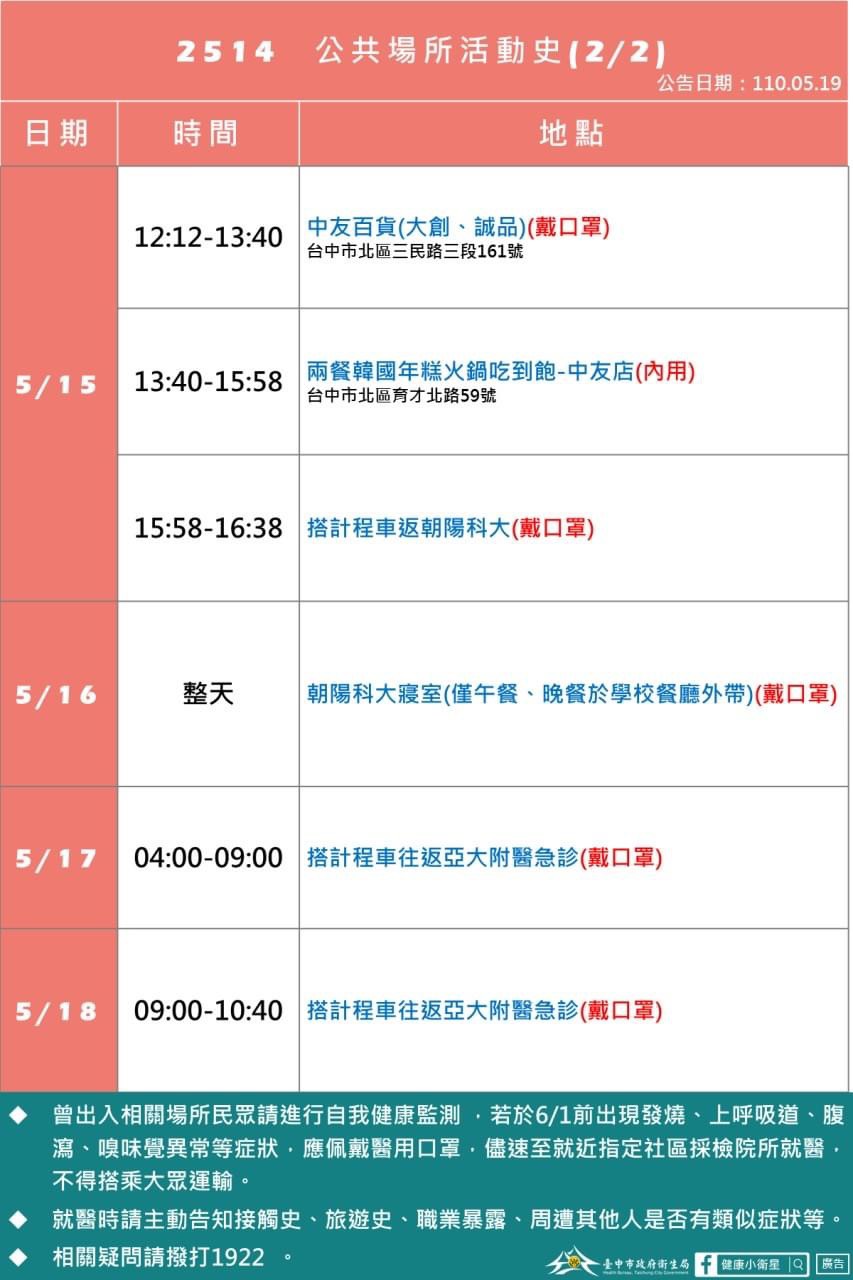 2514 公共場所活動史(2/2)
公告日期：110.05.19
日期 時間 地點
5/15
12:12-13:40
中友百貨(大創、誠品)(戴口罩)
台中市北區三民路三段161號
13:40-15:58
兩餐韓國年糕火鍋吃到飽-中友店(內用)
台中市北區育才北路59號
15:58-16:38
搭計程車返朝陽科大(戴口罩)
5/16
整天
朝陽科大寢室(僅午餐、晚餐於學校餐廳外帶)(戴口罩)
5/17
04:00-09:00
搭計程車往返亞大附醫急診(戴口罩)
5/18
09:00-10:40
搭計程車往返亞大附醫急診(戴口罩)
◆ 曾出入相關場所民眾請進行自我健康監測，若於6/1前出現發燒、上呼吸道、腹
瀉、嗅味覺異常等症狀，應佩戴醫用口罩，儘速至就近指定社區採檢院所就醫，
不得搭乘大眾運輸。
◆ 就醫時請主動告知接觸史、旅遊史、職業暴露、周遭其他人是否有類似症狀等。
◆ 相關疑問請撥打1922 。
臺中市政府衛生局
Health Bureau, Taichung City Government
健康小衛星
廣告